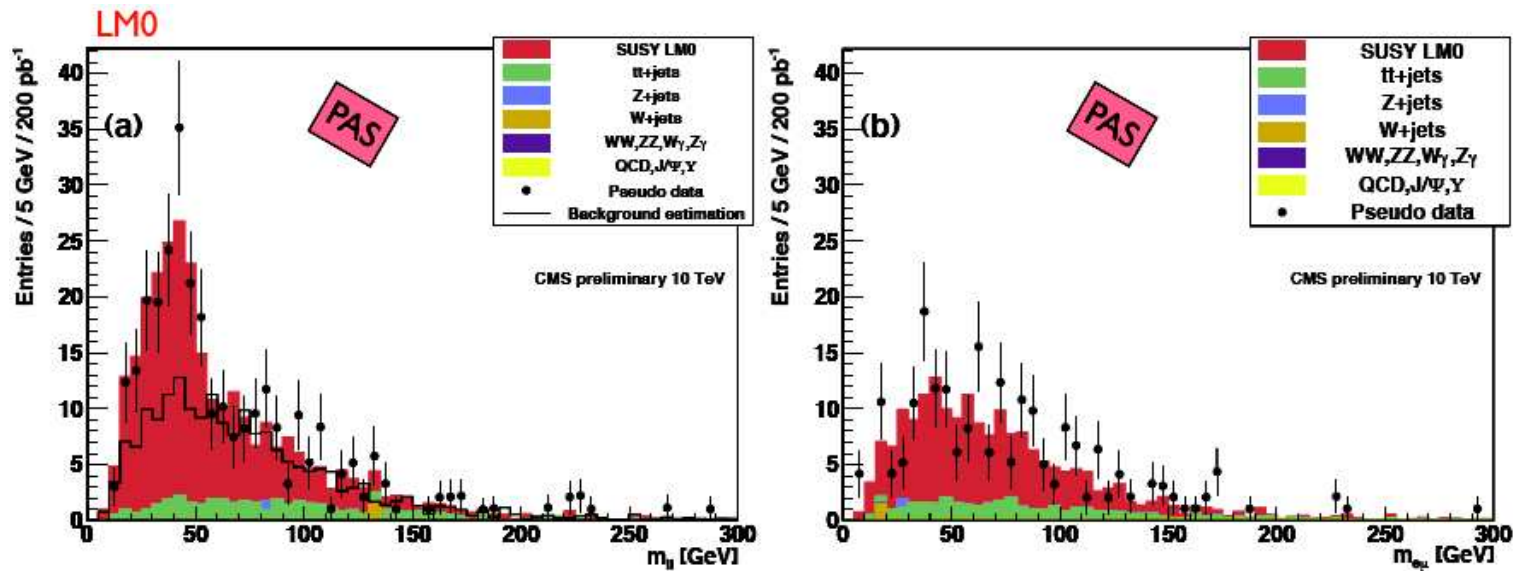 LM0
Entries / 5 GeV / 200 pb⁻¹
40
35
30
25
20
15
10
5
0
(a)
PAS
SUSY LM0
tt+jets
Z+jets
W+jets
WW,ZZ,Wγ,Zγ
QCD,J/Ψ,Υ
Pseudo data
Background estimation
CMS preliminary 10 TeV
0 50 100 150 200 250 300
m_ll [GeV]
Entries / 5 GeV / 200 pb⁻¹
40
35
30
25
20
15
10
5
0
(b)
PAS
SUSY LM0
tt+jets
Z+jets
W+jets
WW,ZZ,Wγ,Zγ
QCD,J/Ψ,Υ
Pseudo data
CMS preliminary 10 TeV
0 50 100 150 200 250 300
m_eμ [GeV]